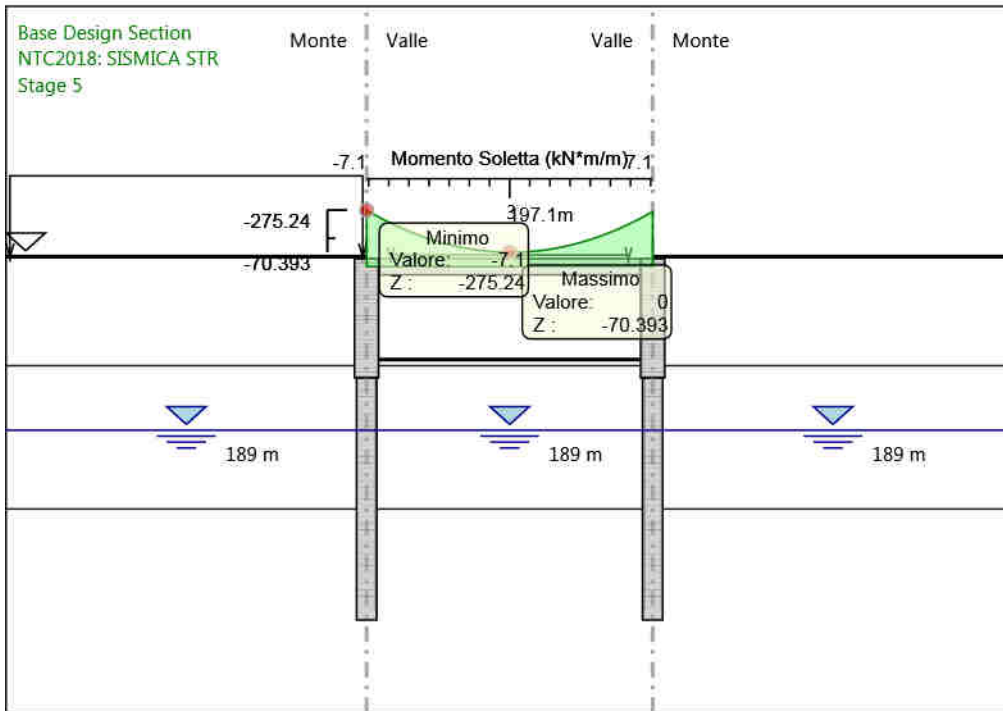 Base Design Section
NTC2018: SISMICA STR
Stage 5
Monte Valle Valle Monte
-7.1 Momento Soletta (kN*m/m) 7.1
-275.24
197.1m
-70.393
Minimo
Valore: -7.1
Z : -275.24
Massimo
Valore: 0
Z : -70.393
189 m 189 m 189 m